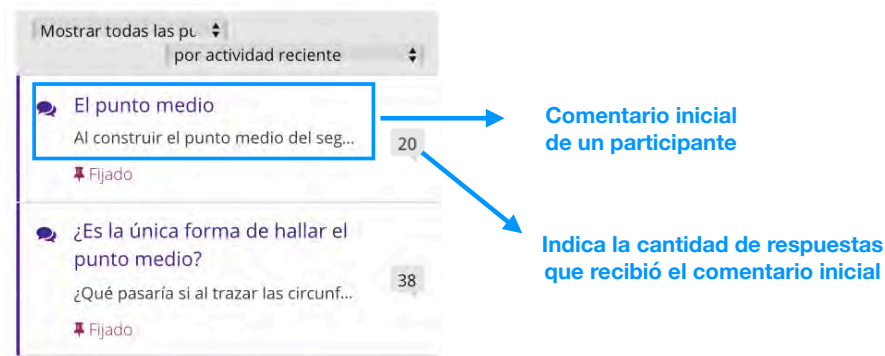 Mostrar todas las pu
por actividad reciente
El punto medio
Al construir el punto medio del seg...
20
Fijado
¿Es la única forma de hallar el
punto medio?
¿Qué pasaría si al trazar las circunf...
38
Fijado
Comentario inicial
de un participante
Indica la cantidad de respuestas
que recibió el comentario inicial